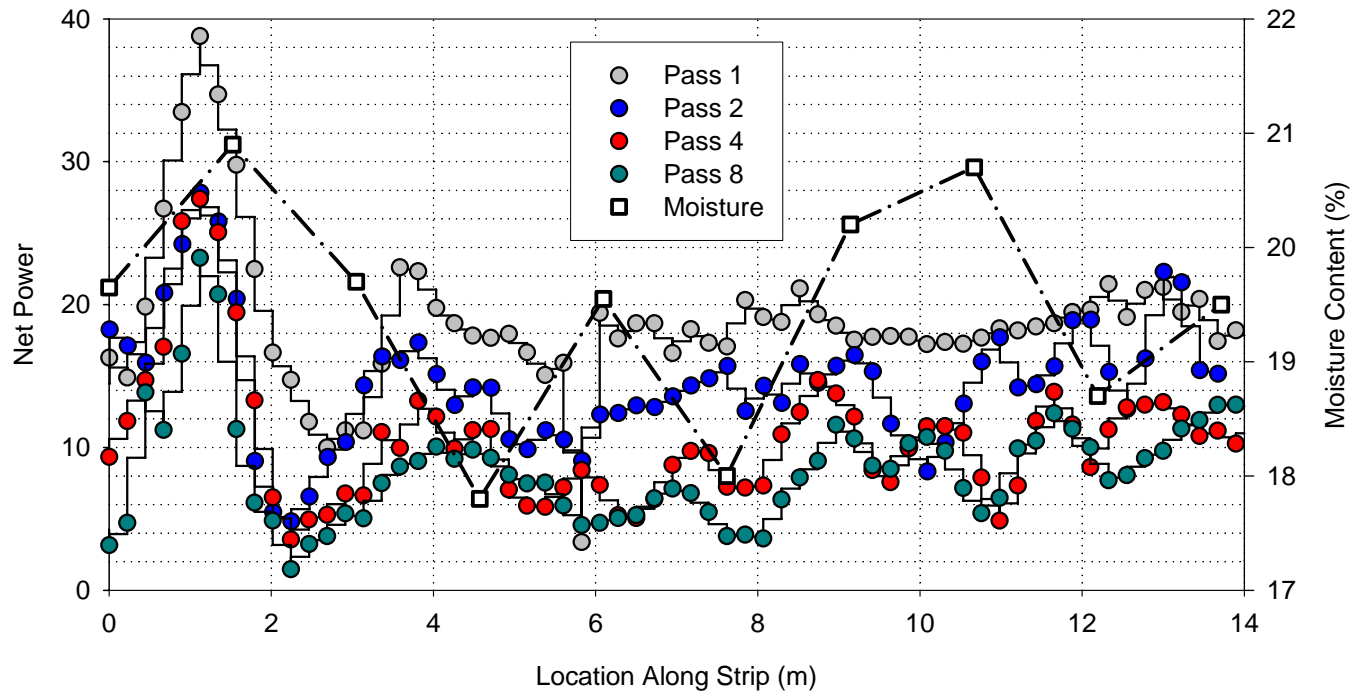 40
30
20
10
0
Net Power
22
21
20
19
18
17
Moisture Content (%)
Pass 1
Pass 2
Pass 4
Pass 8
Moisture
0 2 4 6 8 10 12 14
Location Along Strip (m)